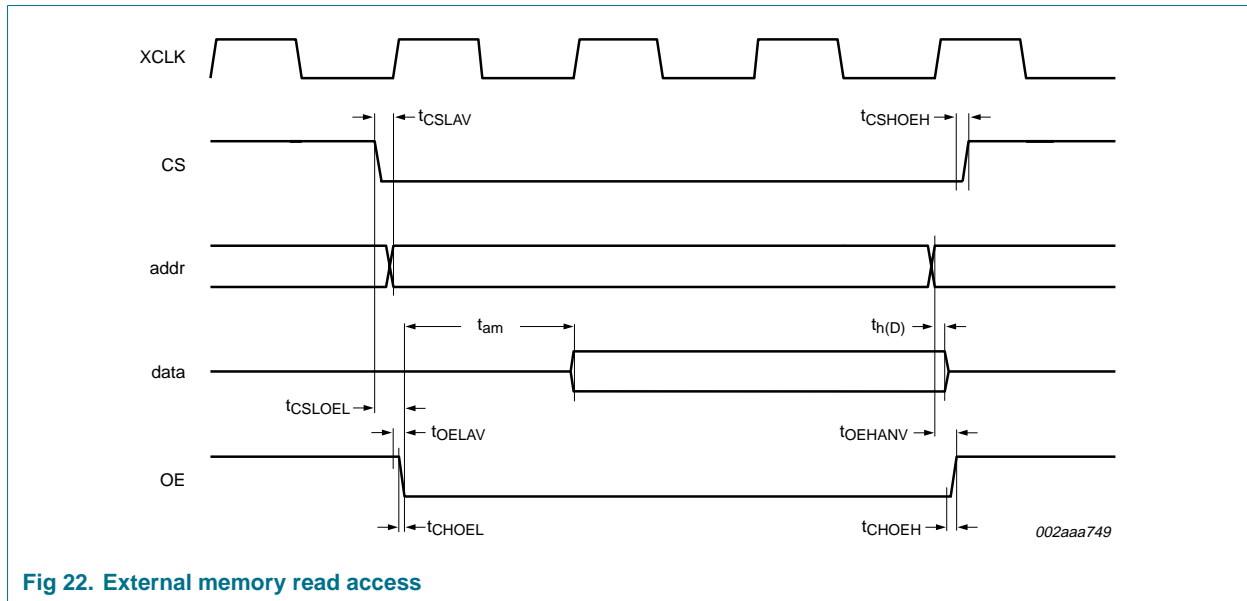 XCLK
tCSLAV
tCSHOEH
CS
addr
tam
th(D)
data
tCSLOEL
tOELAV
tOEHANV
OE
tCHOEL
tCHOEH
002aaa749
Fig 22. External memory read access